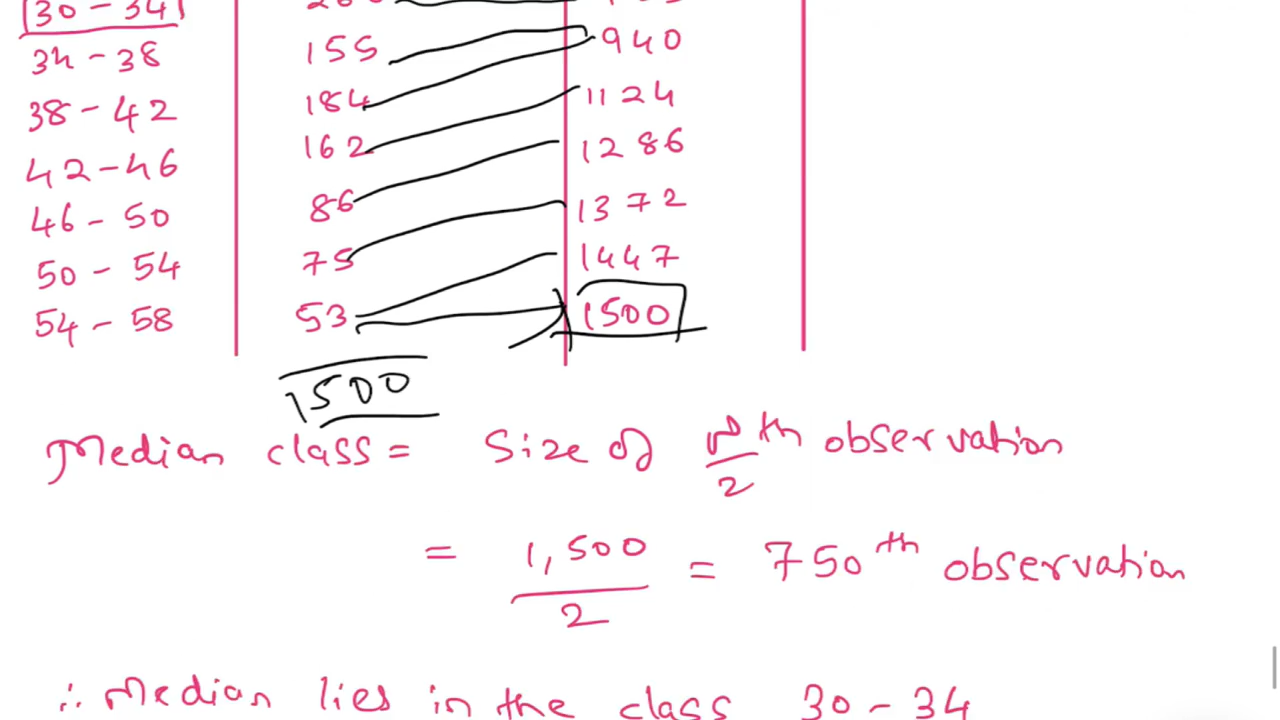 30 - 34
34 - 38 155 940
38 - 42 184 1124
42 - 46 162 1286
46 - 50 86 1372
50 - 54 75 1447
54 - 58 53 1500
1500
Median class = Size of N/2 th observation
= 1,500/2 = 750th observation
∴ Median lies in the class 30 - 34